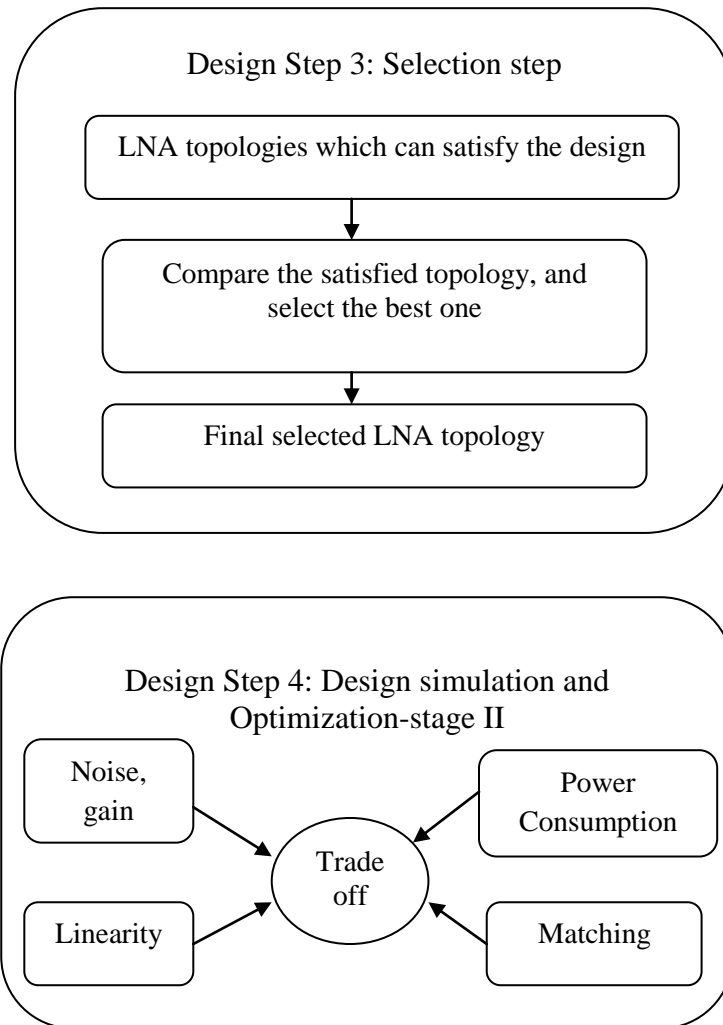 Design Step 3: Selection step
LNA topologies which can satisfy the design
Compare the satisfied topology, and
select the best one
Final selected LNA topology
Design Step 4: Design simulation and
Optimization-stage II
Noise,
gain
Power
Consumption
Trade
off
Linearity
Matching